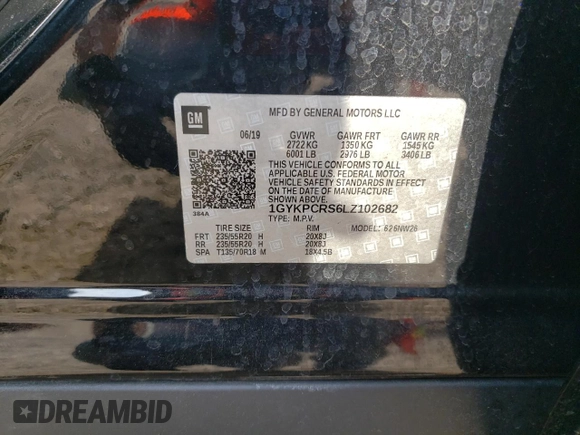 GM
MFD BY GENERAL MOTORS LLC
06/19 GVWR GAWR FRT GAWR RR
2722 KG 1350 KG 1545 KG
6001 LB 2976 LB 3406 LB
THIS VEHICLE CONFORMS TO ALL
APPLICABLE U.S. FEDERAL MOTOR
VEHICLE SAFETY AND THEFT
PREVENTION STANDARDS IN EFFECT
ON THE DATE OF MANUFACTURE
SHOWN ABOVE.
384A
1GYKPCRS6LZ102682
TYPE: M.P.V.
TIRE SIZE RIM MODEL: 626NW26
FRT 235/55R20 H 20X8J
RR 235/55R20 H 20X8J
SPA T135/70R18 M 18X4.5B
DREAMBID